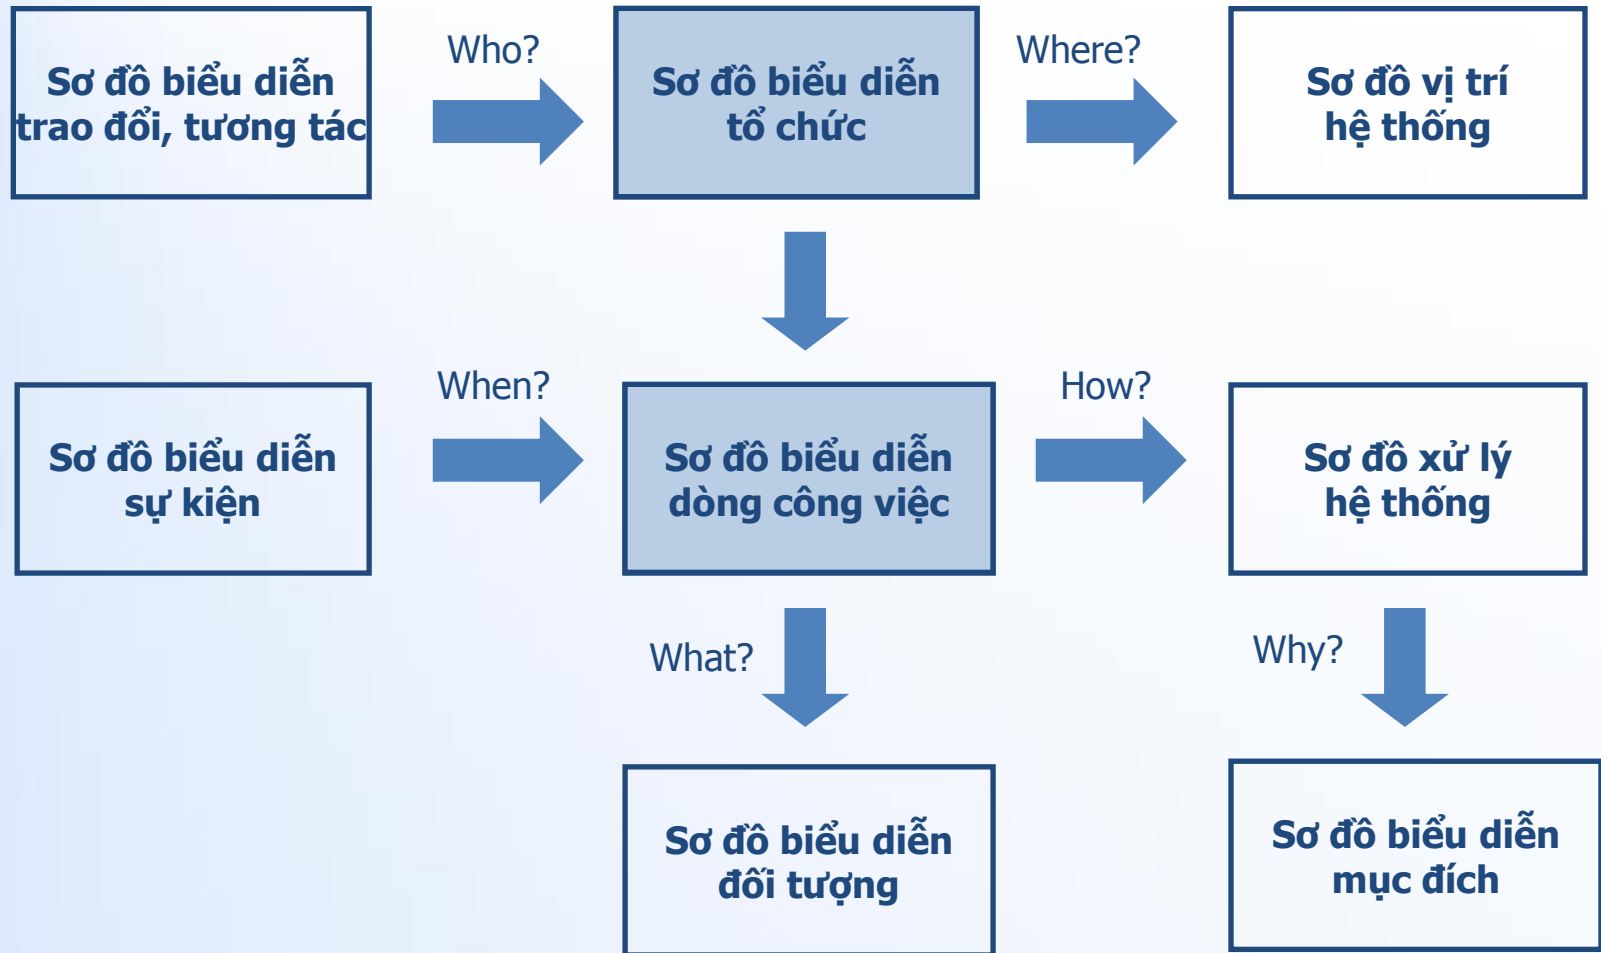 Who?
Where?
Sơ đồ biểu diễn
trao đổi, tương tác
Sơ đồ biểu diễn
tổ chức
Sơ đồ vị trí
hệ thống
When?
How?
Sơ đồ biểu diễn
sự kiện
Sơ đồ biểu diễn
dòng công việc
Sơ đồ xử lý
hệ thống
What?
Why?
Sơ đồ biểu diễn
đối tượng
Sơ đồ biểu diễn
mục đích